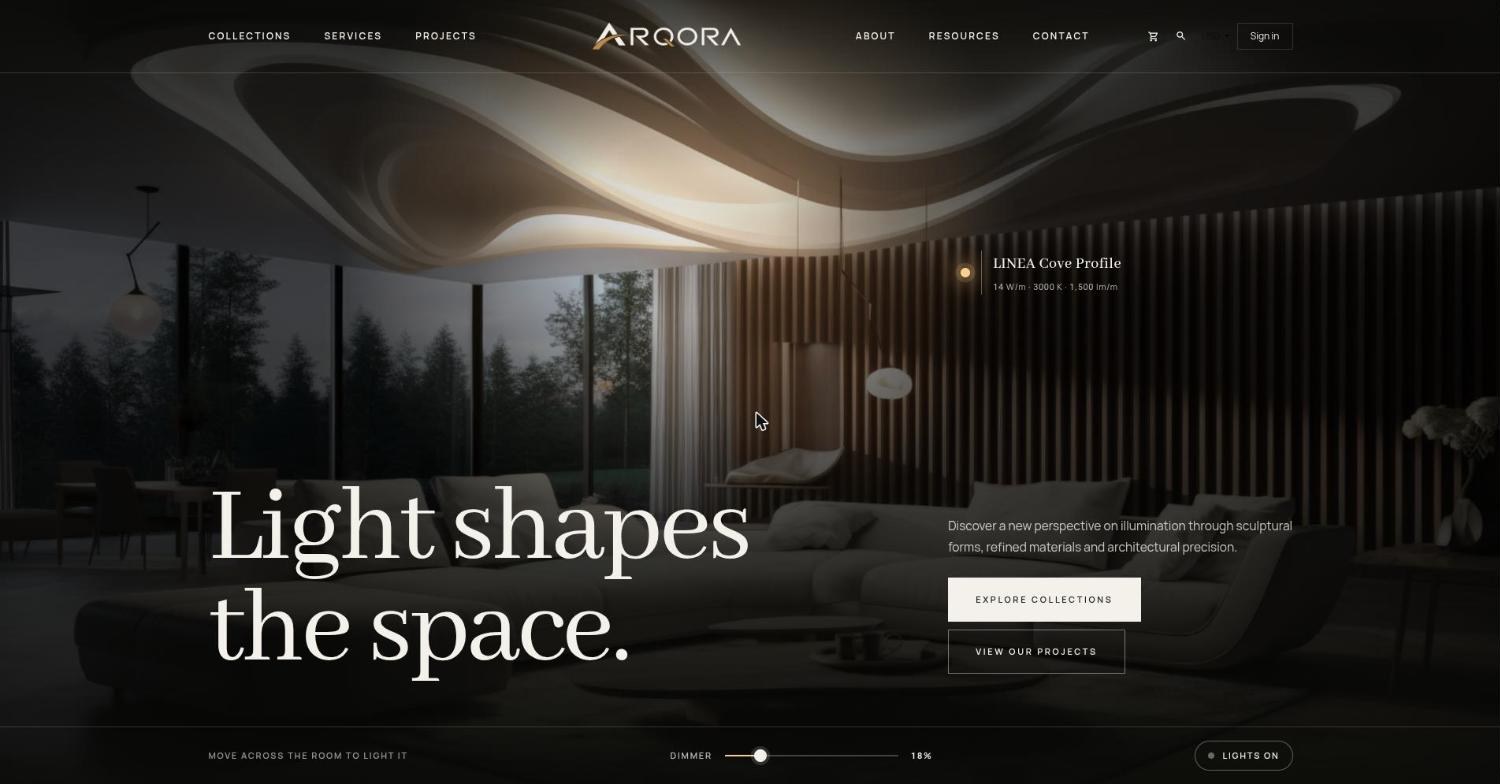 COLLECTIONS
SERVICES
PROJECTS
ARQORA
ABOUT
RESOURCES
CONTACT
Sign in
LINEA Cove Profile
14 W/m · 3000 K · 1,500 lm/m
Light shapes
the space.
Discover a new perspective on illumination through sculptural
forms, refined materials and architectural precision.
EXPLORE COLLECTIONS
VIEW OUR PROJECTS
MOVE ACROSS THE ROOM TO LIGHT IT
DIMMER
18%
LIGHTS ON